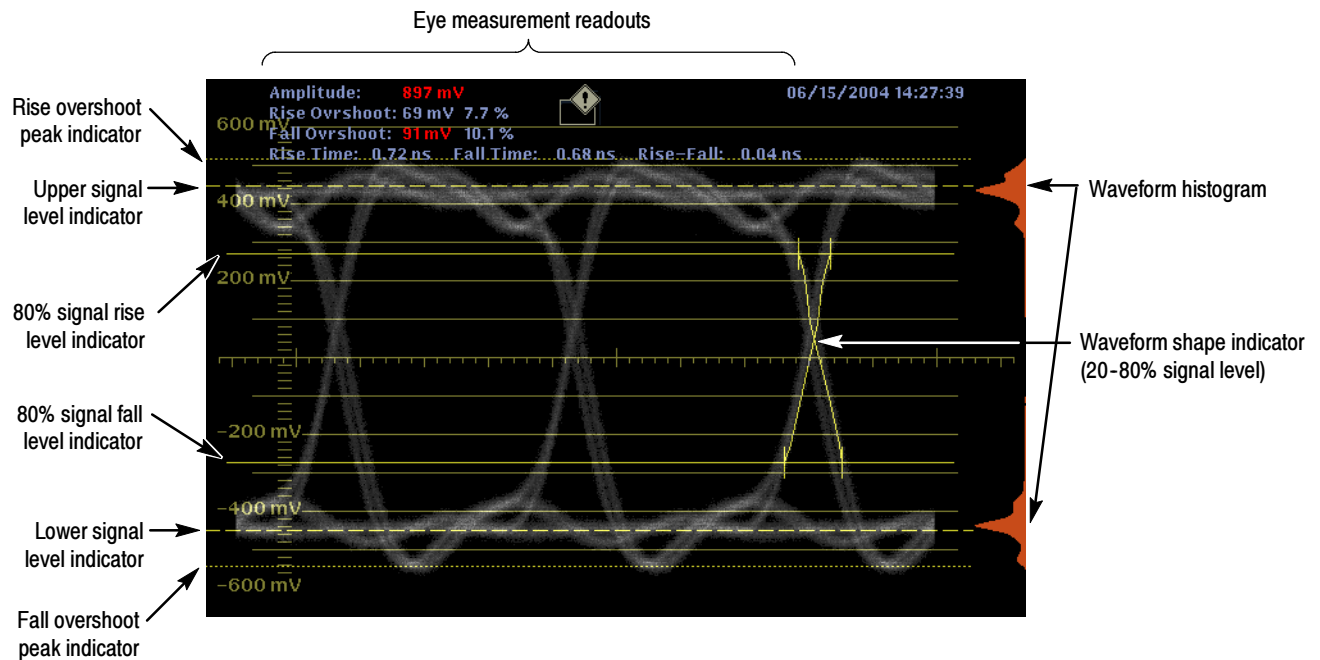 Eye measurement readouts
Rise overshoot
peak indicator
Upper signal
level indicator
80% signal rise
level indicator
80% signal fall
level indicator
Lower signal
level indicator
Fall overshoot
peak indicator
Amplitude: 897 mV
06/15/2004 14:27:39
Rise Ovrshoot: 69 mV 7.7 %
600 mV
Fall Ovrshoot: 91 mV 10.1 %
Rise Time: 0.72 ns Fall Time: 0.68 ns Rise-Fall: 0.04 ns
400 mV
200 mV
-200 mV
-400 mV
-600 mV
Waveform histogram
Waveform shape indicator
(20-80% signal level)